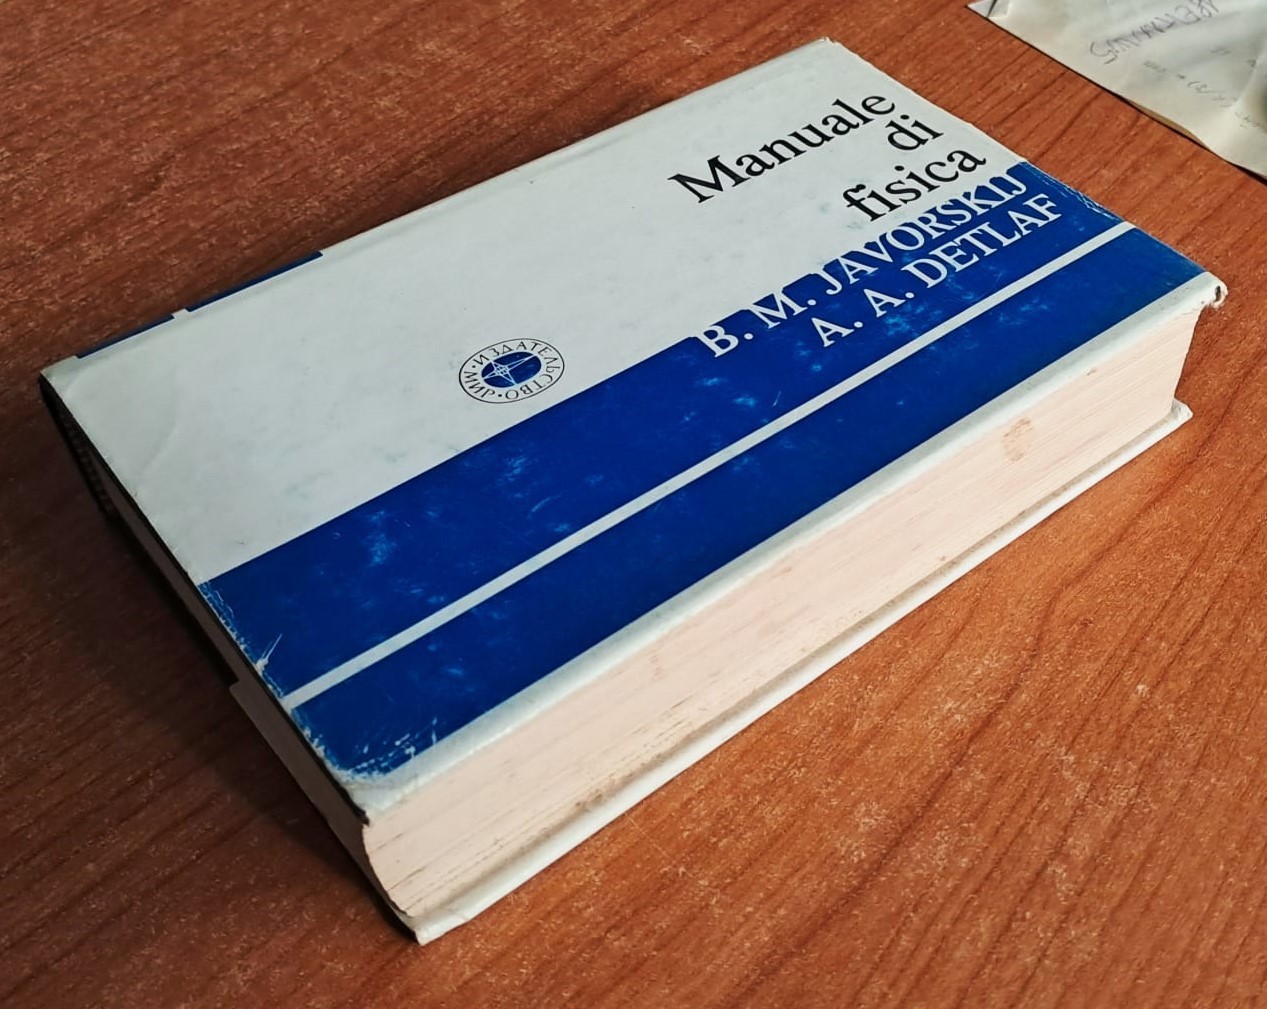 Manuale
di
fisica
B. M. JAVORSKIJ
A. A. DETLAF
ИЗДАТЕЛЬСТВО · МИР ·